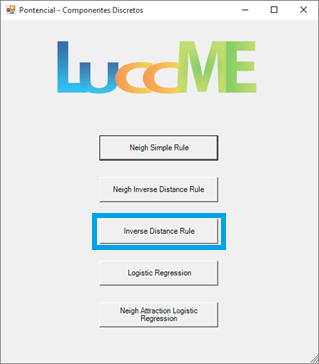 Pontencial - Componentes Discretos
LuccME
Neigh Simple Rule
Neigh Inverse Distance Rule
Inverse Distance Rule
Logistic Regression
Neigh Attraction Logistic
Regression